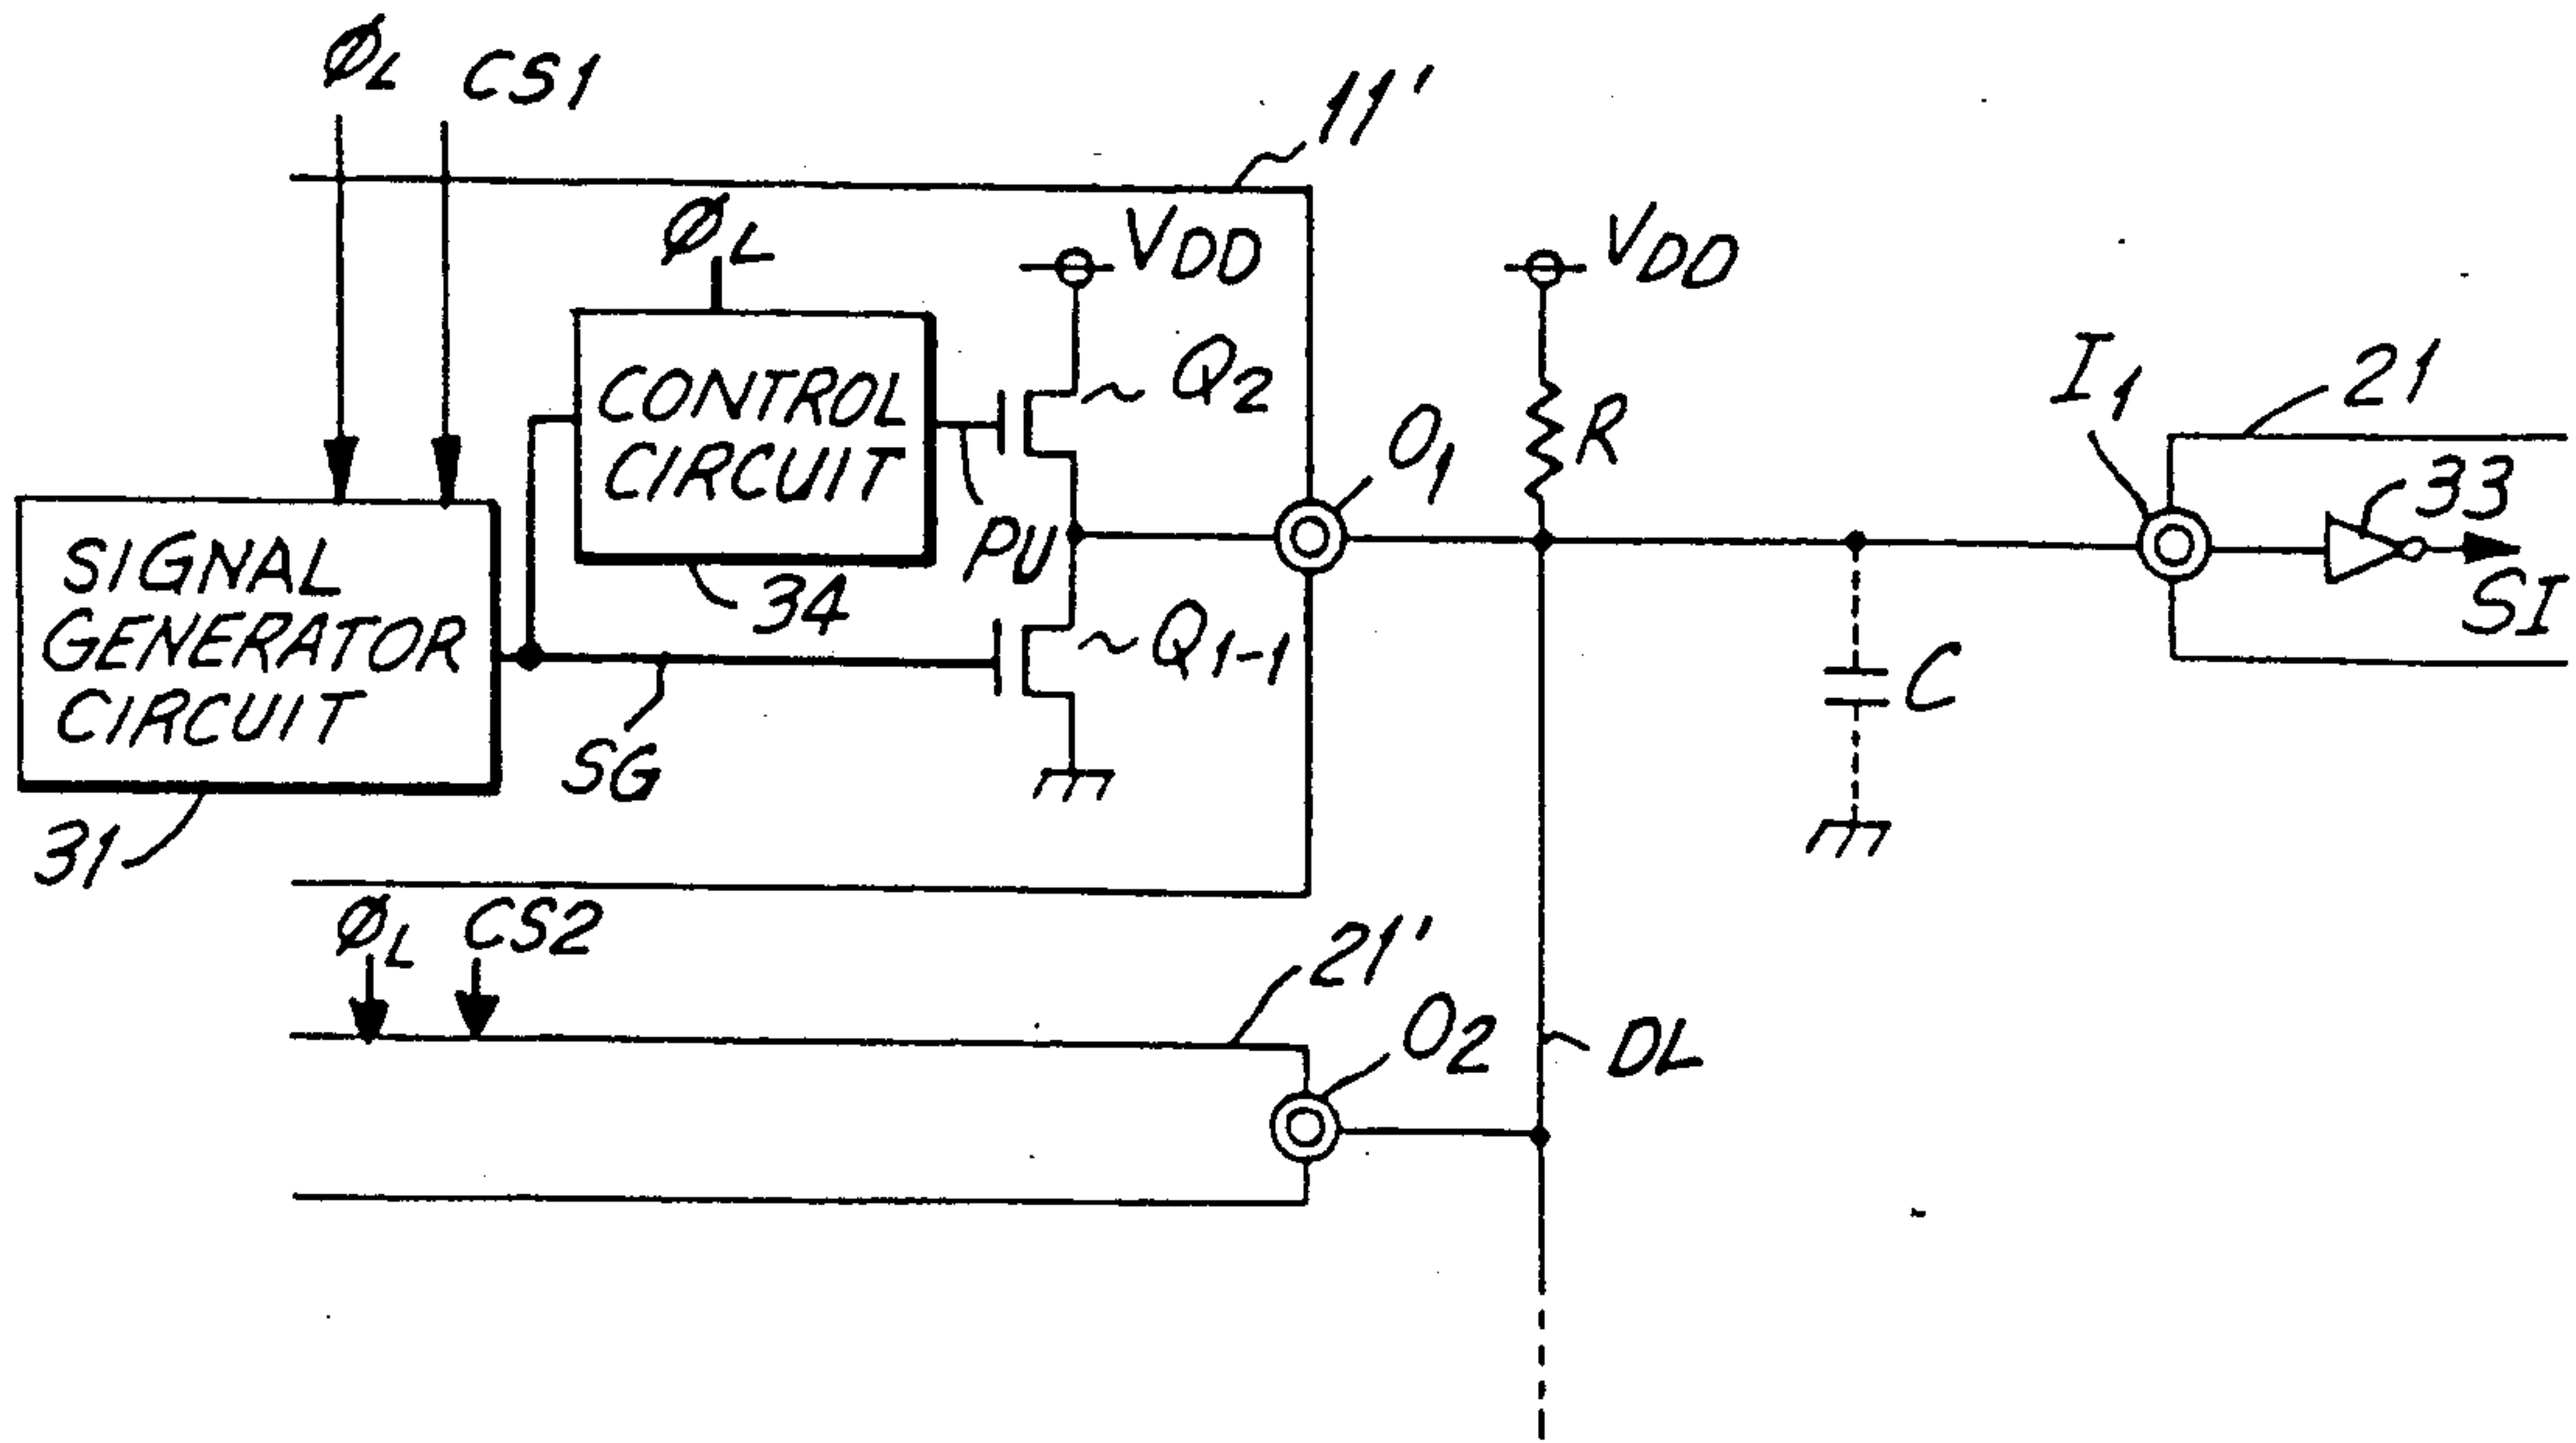 ØL CS1
11'
ØL
VDD
VDD
CONTROL
CIRCUIT
Q2
O1
R
I1
21
33
SI
PU
34
SIGNAL
GENERATOR
CIRCUIT
Q1-1
SG
C
31
ØL CS2
21'
O2
DL